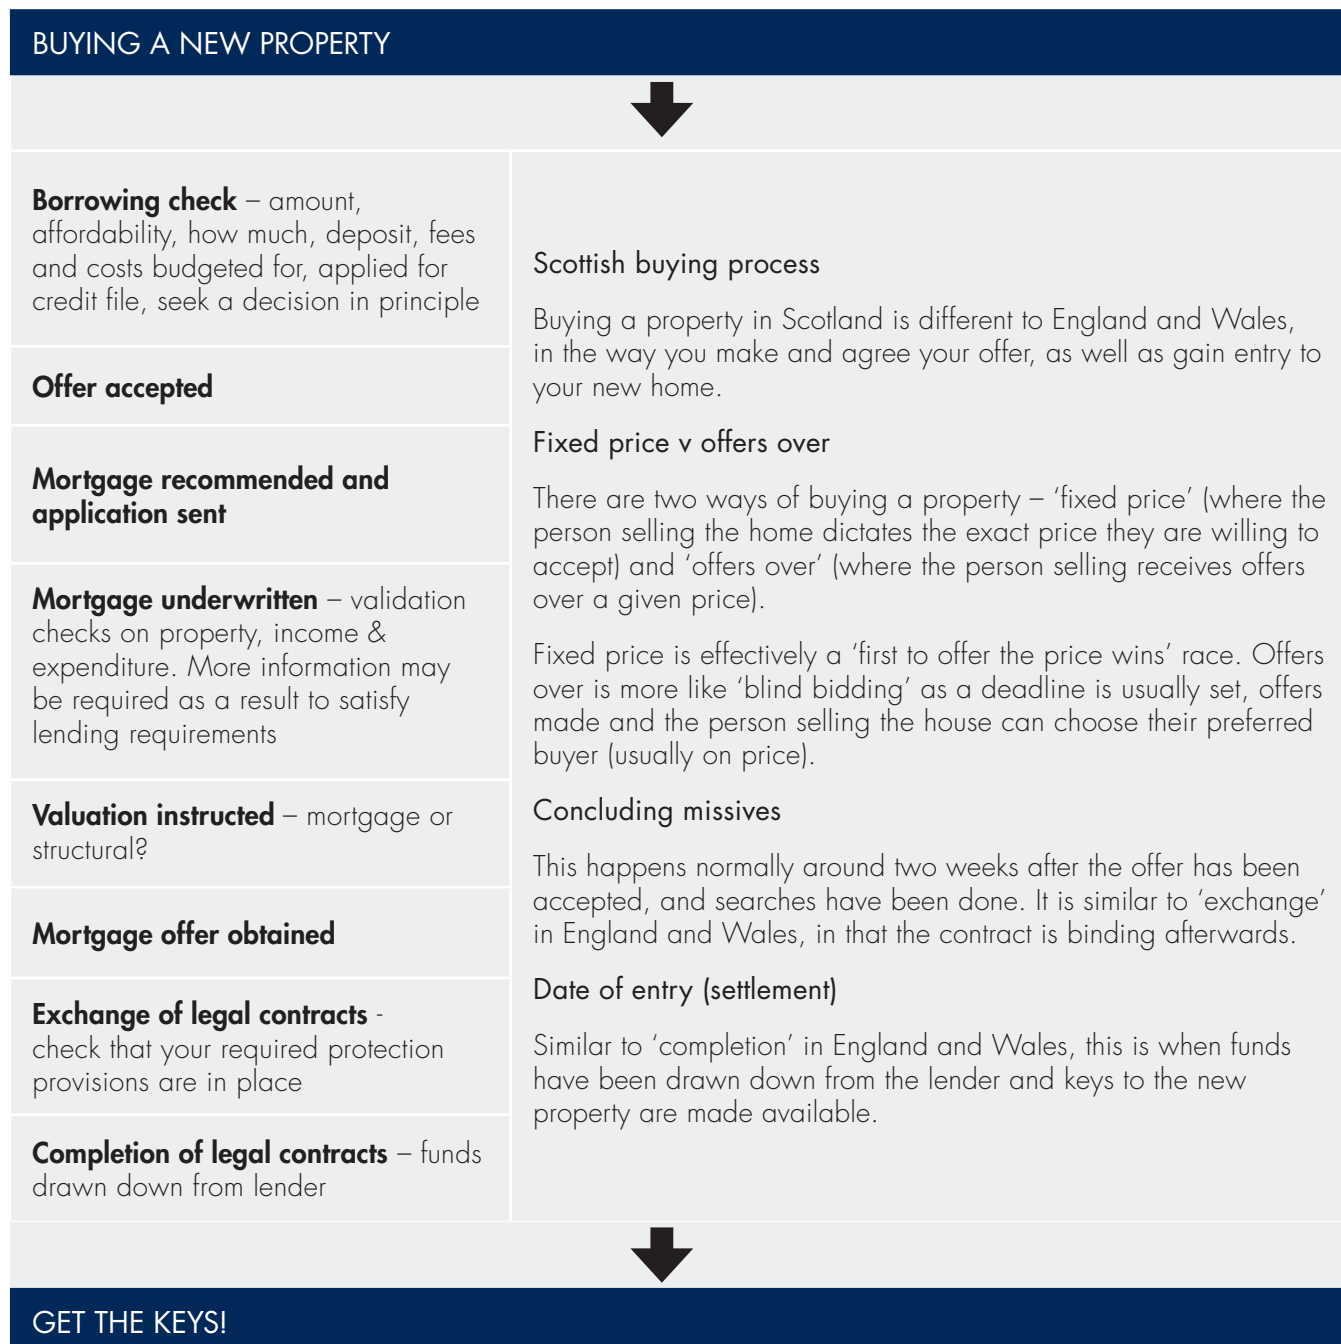 BUYING A NEW PROPERTY
Borrowing check – amount,
affordability, how much, deposit, fees
and costs budgeted for, applied for
credit file, seek a decision in principle
Offer accepted
Mortgage recommended and
application sent
Mortgage underwritten – validation
checks on property, income &
expenditure. More information may
be required as a result to satisfy
lending requirements
Valuation instructed – mortgage or
structural?
Mortgage offer obtained
Exchange of legal contracts -
check that your required protection
provisions are in place
Completion of legal contracts – funds
drawn down from lender
Scottish buying process
Buying a property in Scotland is different to England and Wales,
in the way you make and agree your offer, as well as gain entry to
your new home.
Fixed price v offers over
There are two ways of buying a property – ‘fixed price’ (where the
person selling the home dictates the exact price they are willing to
accept) and ‘offers over’ (where the person selling receives offers
over a given price).
Fixed price is effectively a ‘first to offer the price wins’ race. Offers
over is more like ‘blind bidding’ as a deadline is usually set, offers
made and the person selling the house can choose their preferred
buyer (usually on price).
Concluding missives
This happens normally around two weeks after the offer has been
accepted, and searches have been done. It is similar to ‘exchange’
in England and Wales, in that the contract is binding afterwards.
Date of entry (settlement)
Similar to ‘completion’ in England and Wales, this is when funds
have been drawn down from the lender and keys to the new
property are made available.
GET THE KEYS!